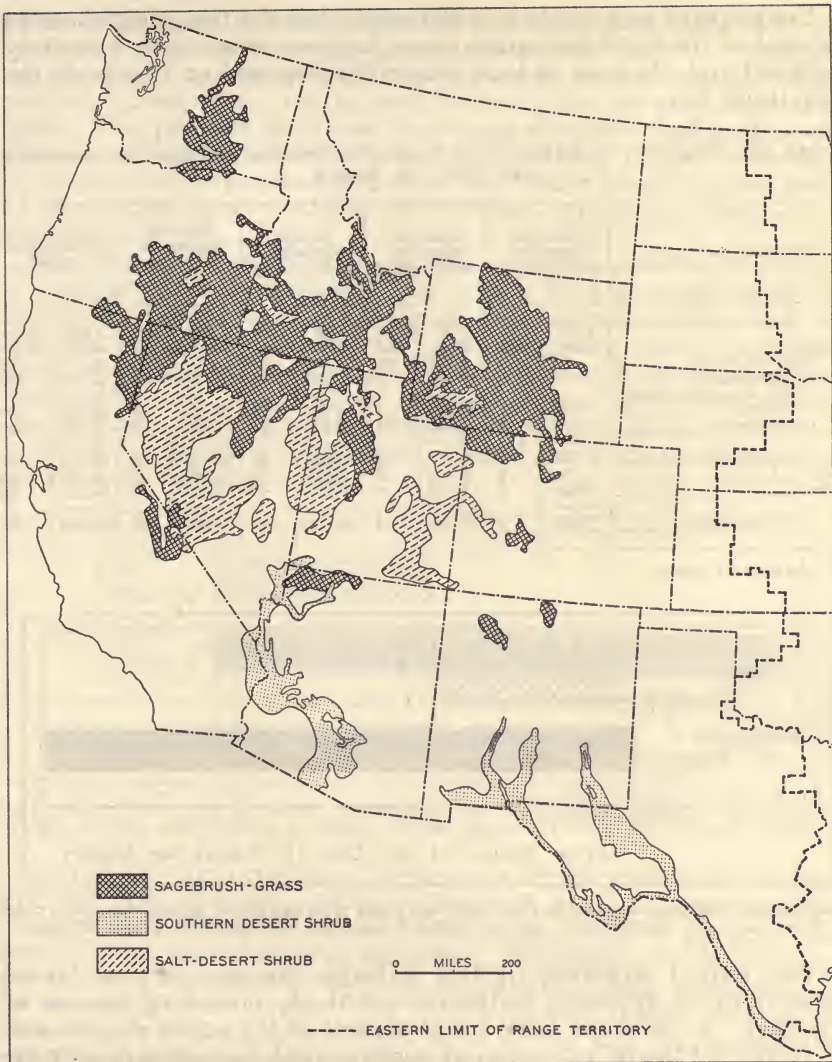 SAGEBRUSH-GRASS
SOUTHERN DESERT SHRUB
SALT-DESERT SHRUB
0 MILES 200
EASTERN LIMIT OF RANGE TERRITORY